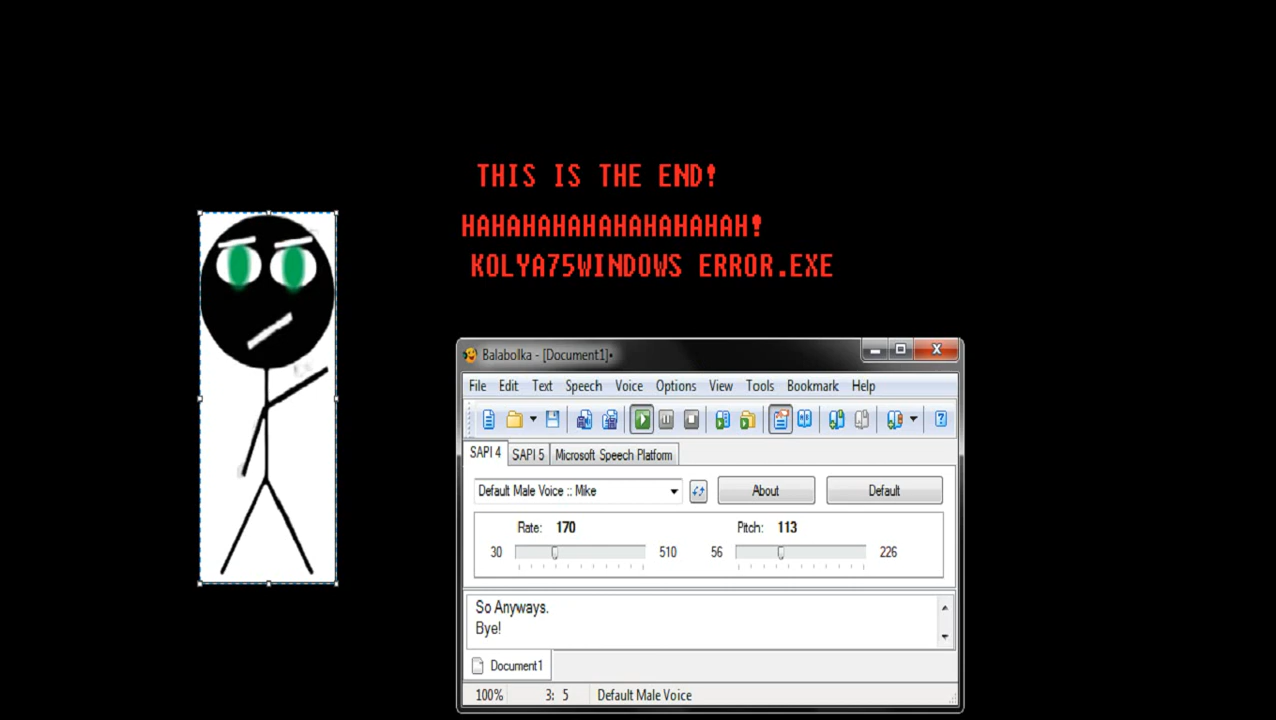 THIS IS THE END!
HAHAHAHAHAHAHAHAHAH!
KOLYA75WINDOWS ERROR.EXE
Balabolka - [Document1]•
File Edit Text Speech Voice Options View Tools Bookmark Help
SAPI 4 SAPI 5 Microsoft Speech Platform
Default Male Voice :: Mike About Default
Rate: 170 Pitch: 113
30 510 56 226
So Anyways.
Bye!
Document1
100% 3: 5 Default Male Voice